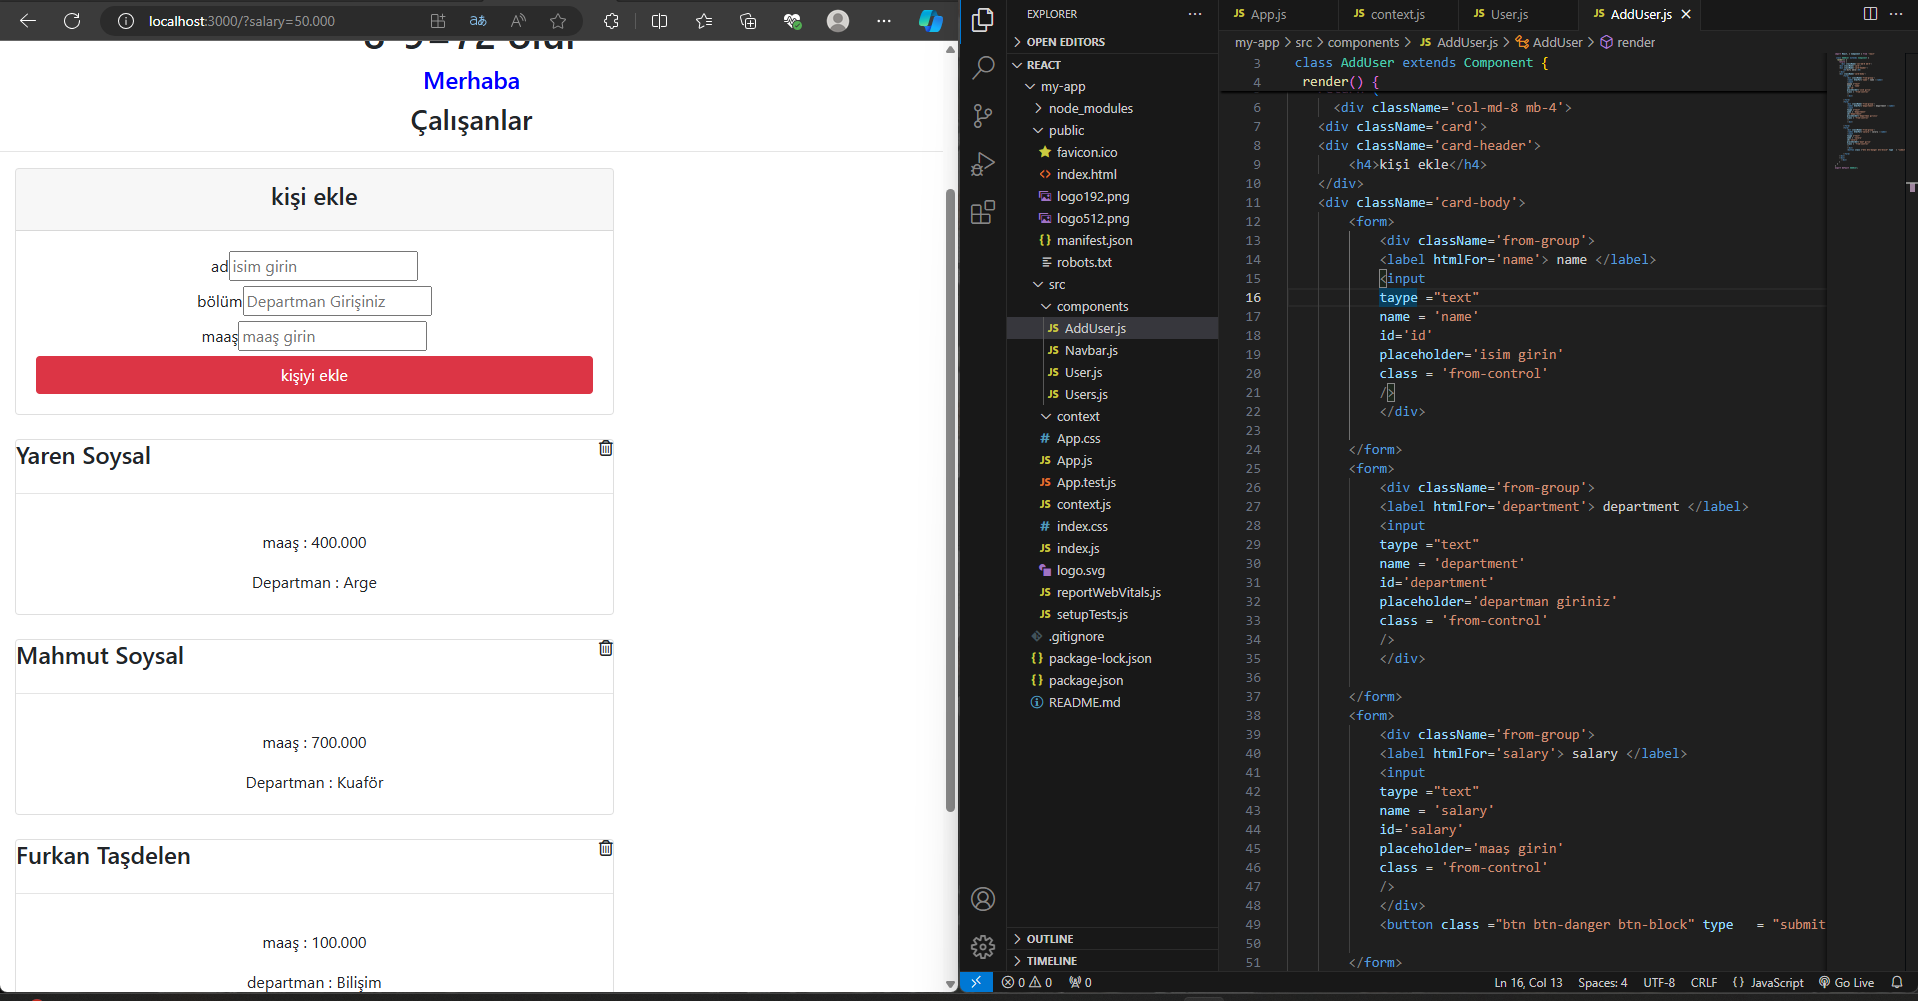 localhost:3000/?salary=50.000
Merhaba
Çalışanlar
kişi ekle
ad
isim girin
bölüm
Departman Girişiniz
maaş
maaş girin
kişiyi ekle
Yaren Soysal
maaş : 400.000
Departman : Arge
Mahmut Soysal
maaş : 700.000
Departman : Kuaför
Furkan Taşdelen
maaş : 100.000
departman : Bilişim
EXPLORER
OPEN EDITORS
REACT
my-app
node_modules
public
favicon.ico
index.html
logo192.png
logo512.png
manifest.json
robots.txt
src
components
JS AddUser.js
JS Navbar.js
JS User.js
JS Users.js
context
# App.css
JS App.js
JS App.test.js
JS context.js
# index.css
JS index.js
logo.svg
JS reportWebVitals.js
JS setupTests.js
.gitignore
{} package-lock.json
{} package.json
README.md
OUTLINE
TIMELINE
JS App.js
JS context.js
JS User.js
JS AddUser.js
my-app > src > components > JS AddUser.js > AddUser > render
3 class AddUser extends Component {
4 render() {
6 <div className='col-md-8 mb-4'>
7 <div className='card'>
8 <div className='card-header'>
9 <h4>kişi ekle</h4>
10 </div>
11 <div className='card-body'>
12 <form>
13 <div className='from-group'>
14 <label htmlFor='name'> name </label>
15 <input
16 taype ="text"
17 name = 'name'
18 id='id'
19 placeholder='isim girin'
20 class = 'from-control'
21 />
22 </div>
23
24 </form>
25 <form>
26 <div className='from-group'>
27 <label htmlFor='department'> department </label>
28 <input
29 taype ="text"
30 name = 'department'
31 id='department'
32 placeholder='departman giriniz'
33 class = 'from-control'
34 />
35 </div>
36
37 </form>
38 <form>
39 <div className='from-group'>
40 <label htmlFor='salary'> salary </label>
41 <input
42 taype ="text"
43 name = 'salary'
44 id='salary'
45 placeholder='maaş girin'
46 class = 'from-control'
47 />
48 </div>
49 <button class ="btn btn-danger btn-block" type = "submit
50
51 </form>
0 0 0
Ln 16, Col 13 Spaces: 4 UTF-8 CRLF {} JavaScript Go Live